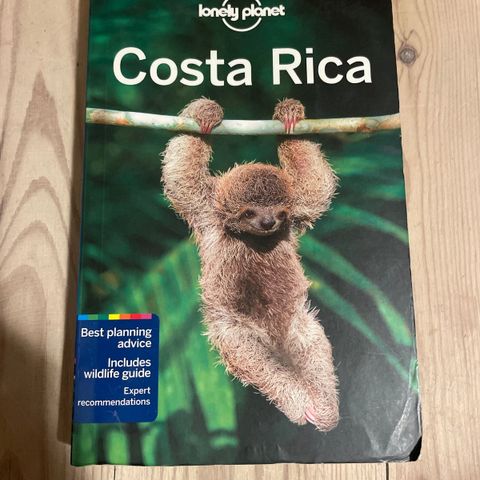 lonely planet
Costa Rica
Best planning
advice
Includes
wildlife guide
Expert
recommendations